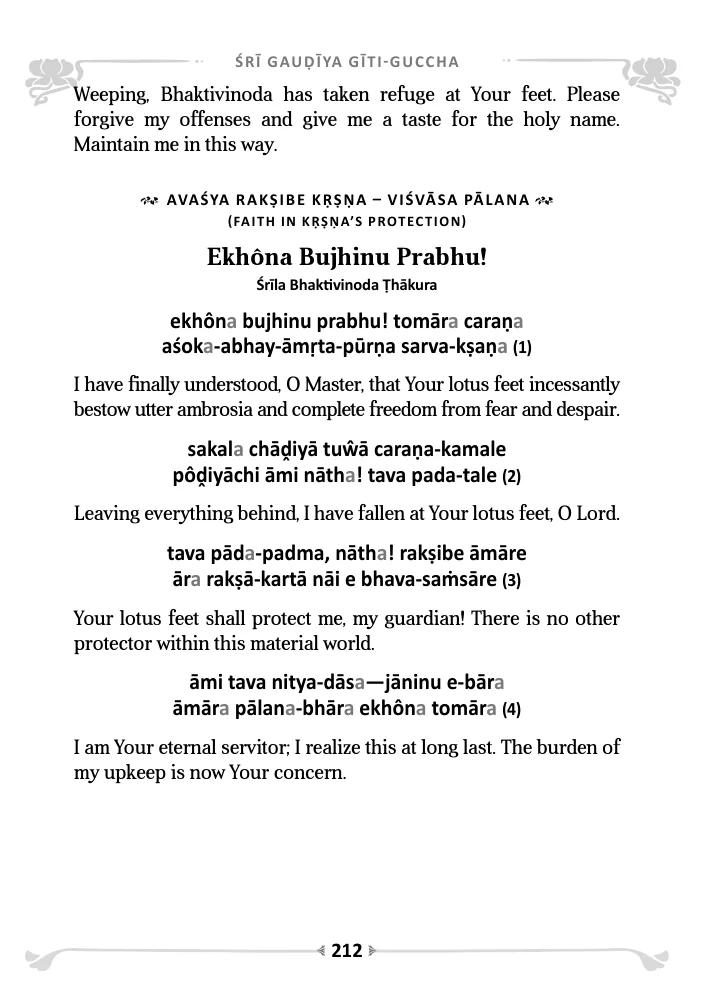 ŚRĪ GAUḌĪYA GĪTI-GUCCHA
Weeping, Bhaktivinoda has taken refuge at Your feet. Please
forgive my offenses and give me a taste for the holy name.
Maintain me in this way.
AVAŚYA RAKṢIBE KṚṢṆA – VIŚVĀSA PĀLANA
(FAITH IN KṚṢṆA'S PROTECTION)
Ekhôna Bujhinu Prabhu!
Śrīla Bhaktivinoda Ṭhākura
ekhôna bujhinu prabhu! tomāra caraṇa
aśoka-abhay-āmṛta-pūrṇa sarva-kṣaṇa (1)
I have finally understood, O Master, that Your lotus feet incessantly
bestow utter ambrosia and complete freedom from fear and despair.
sakala chāḓiyā tuŵā caraṇa-kamale
pôḓiyāchi āmi nātha! tava pada-tale (2)
Leaving everything behind, I have fallen at Your lotus feet, O Lord.
tava pāda-padma, nātha! rakṣibe āmāre
āra rakṣā-kartā nāi e bhava-saṁsāre (3)
Your lotus feet shall protect me, my guardian! There is no other
protector within this material world.
āmi tava nitya-dāsa—jāninu e-bāra
āmāra pālana-bhāra ekhôna tomāra (4)
I am Your eternal servitor; I realize this at long last. The burden of
my upkeep is now Your concern.
212